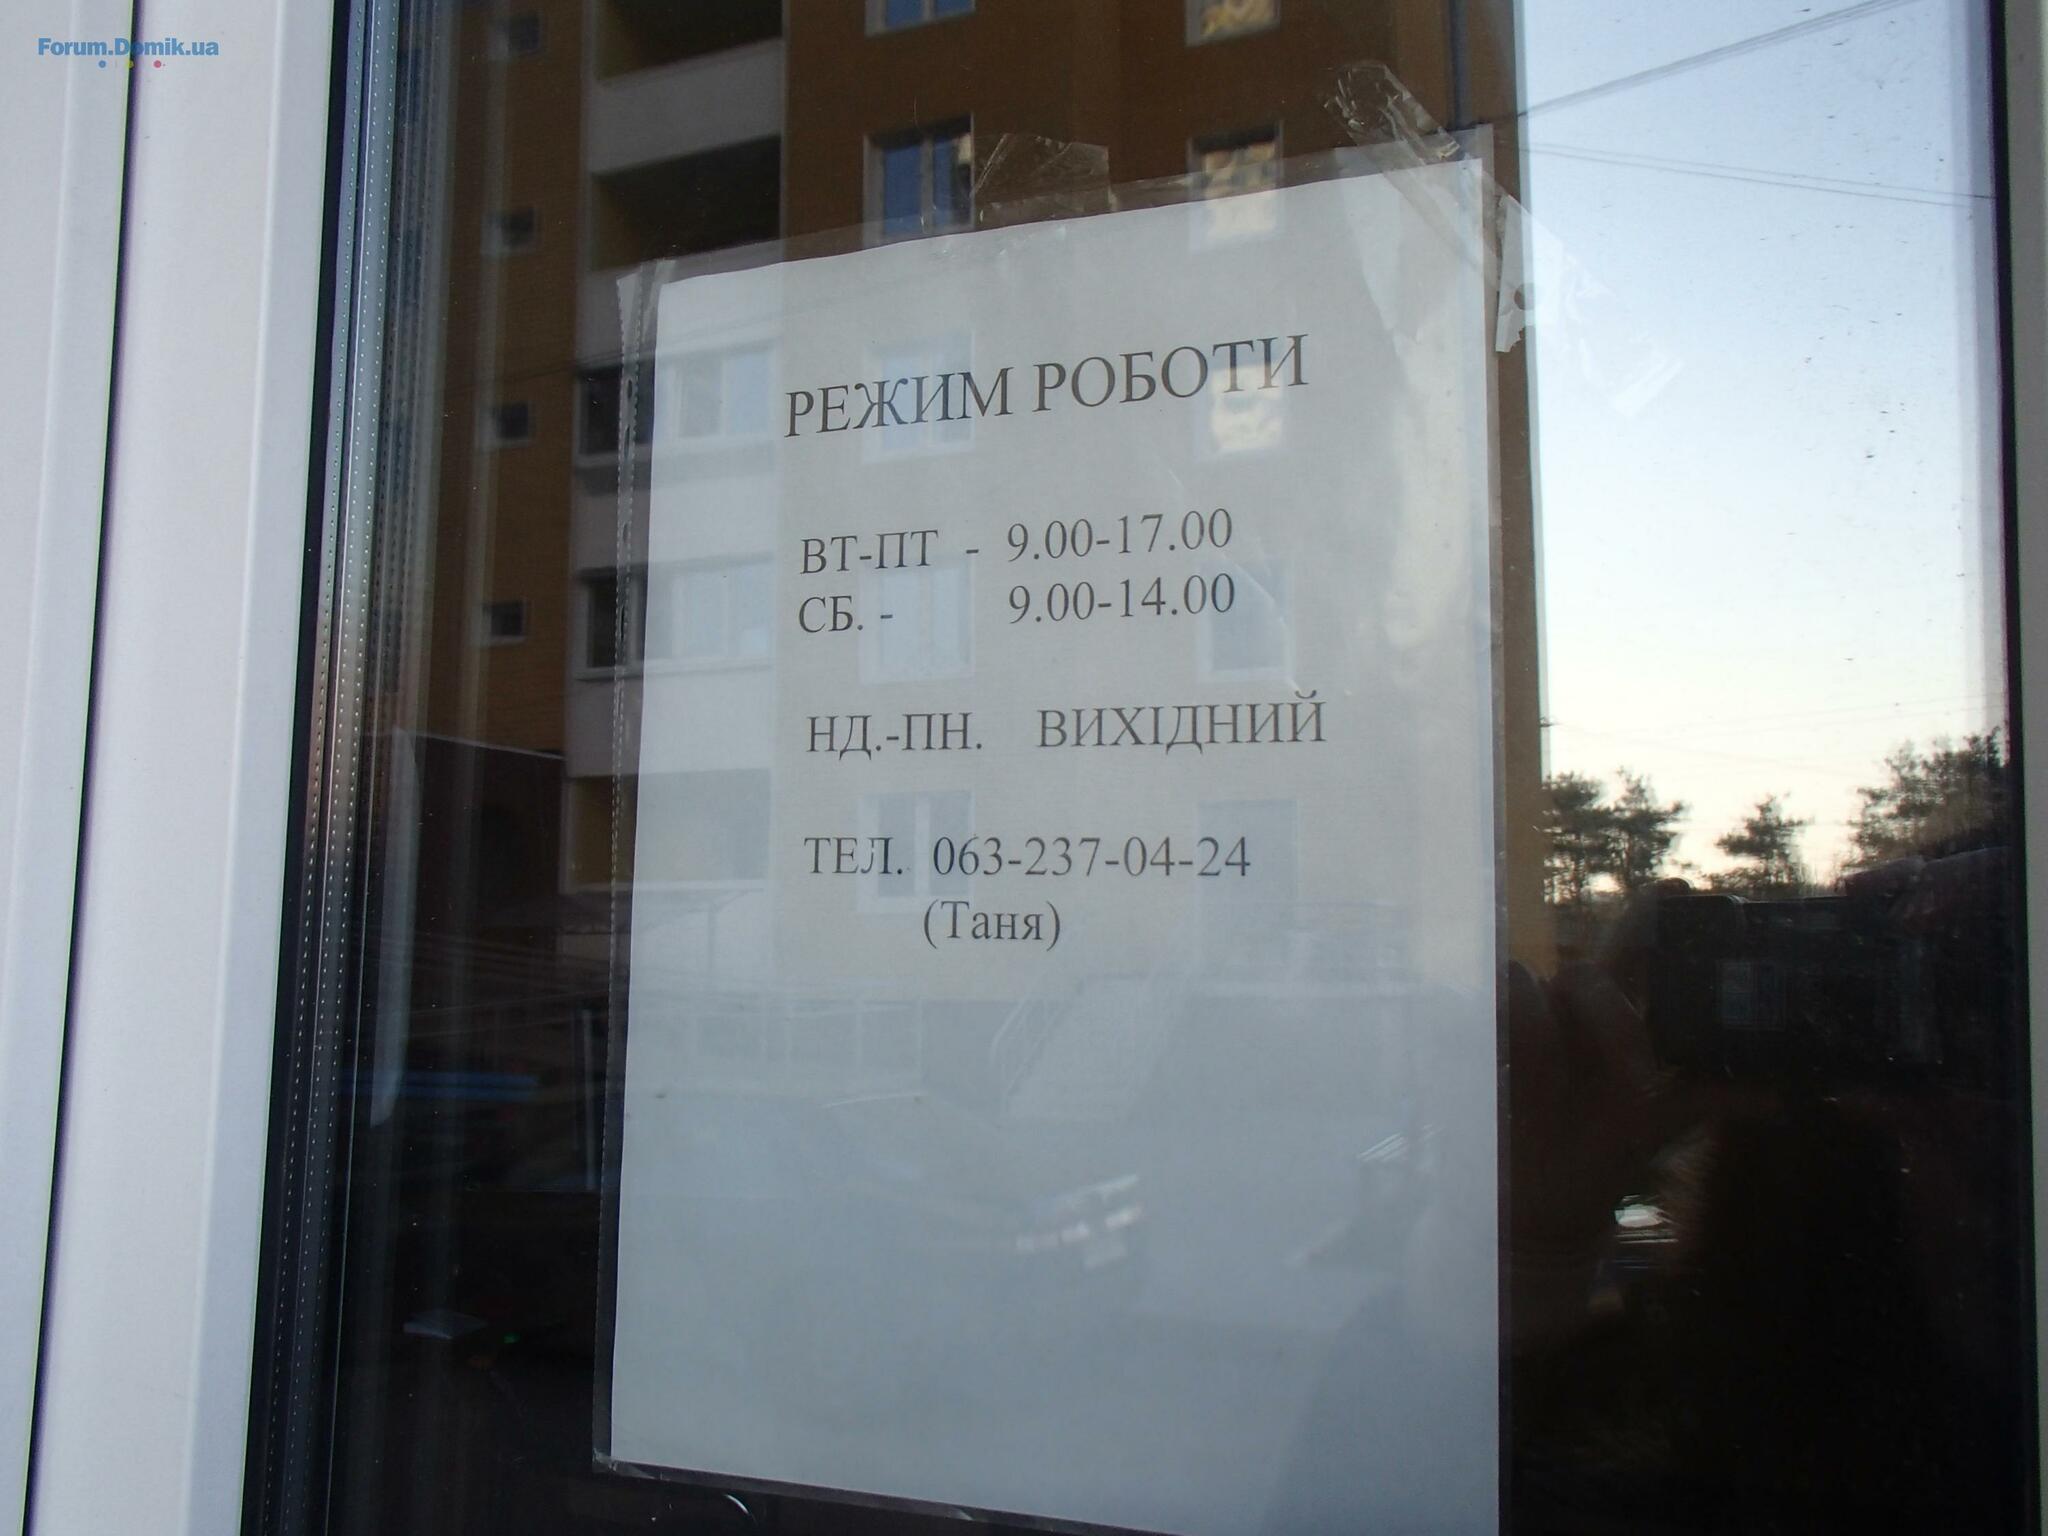 Forum.Domik.ua
РЕЖИМ РОБОТИ
ВТ-ПТ - 9.00-17.00
СБ. - 9.00-14.00
НД.-ПН. ВИХІДНИЙ
ТЕЛ. 063-237-04-24
(Таня)